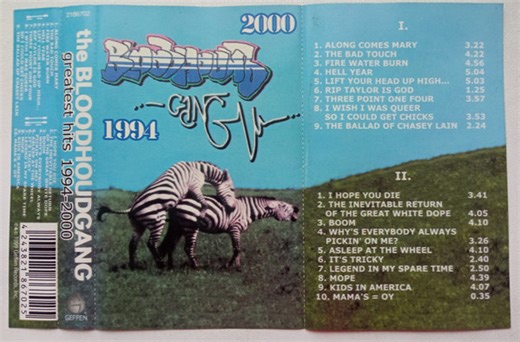 2186702
the BLOODHOUDGANG
greatest hits 1994-2000
4 243821 867025
GEFFEN
2000
BLOODHOUND
GANG
1994
I.
1. ALONG COMES MARY 3.22
2. THE BAD TOUCH 4.22
3. FIRE WATER BURN 4.56
4. HELL YEAR 5.04
5. LIFT YOUR HEAD UP HIGH... 5.03
6. RIP TAYLOR IS GOD 1.25
7. THREE POINT ONE FOUR 3.57
8. I WISH I WAS QUEER
SO I COULD GET CHICKS 3.53
9. THE BALLAD OF CHASEY LAIN 2.24
II.
1. I HOPE YOU DIE 3.41
2. THE INEVITABLE RETURN
OF THE GREAT WHITE DOPE 4.05
3. BOOM 4.10
4. WHY'S EVERYBODY ALWAYS
PICKIN' ON ME? 3.26
5. ASLEEP AT THE WHEEL 4.10
6. IT'S TRICKY 2.40
7. LEGEND IN MY SPARE TIME 2.50
8. MOPE 4.39
9. KIDS IN AMERICA 4.07
10. MAMA'S = OY 0.35